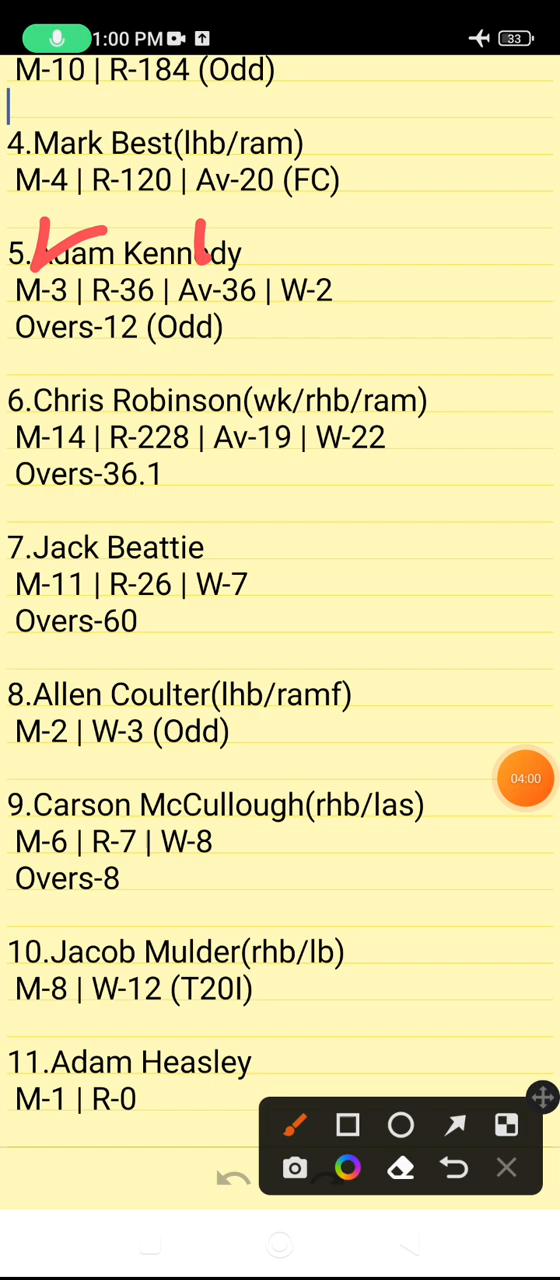 1:00 PM
33
M-10 | R-184 (Odd)
4.Mark Best(lhb/ram)
M-4 | R-120 | Av-20 (FC)
5.Adam Kennedy
M-3 | R-36 | Av-36 | W-2
Overs-12 (Odd)
6.Chris Robinson(wk/rhb/ram)
M-14 | R-228 | Av-19 | W-22
Overs-36.1
7.Jack Beattie
M-11 | R-26 | W-7
Overs-60
8.Allen Coulter(lhb/ramf)
M-2 | W-3 (Odd)
04:00
9.Carson McCullough(rhb/las)
M-6 | R-7 | W-8
Overs-8
10.Jacob Mulder(rhb/lb)
M-8 | W-12 (T20I)
11.Adam Heasley
M-1 | R-0